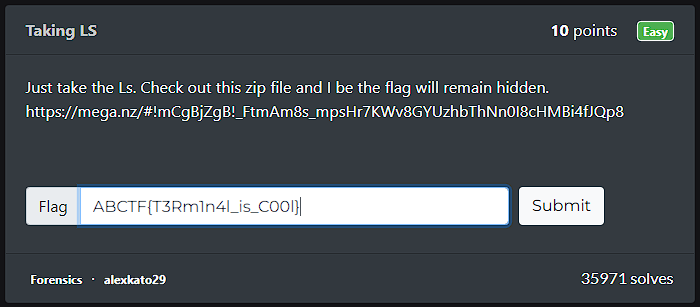 Taking LS
10 points
Easy
Just take the Ls. Check out this zip file and I be the flag will remain hidden.
https://mega.nz/#!mCgBjZgB!_FtmAm8s_mpsHr7KWv8GYUzhbThNn0I8cHMBi4fJQp8
Flag
ABCTF{T3Rm1n4l_is_C00l}
Submit
Forensics · alexkato29
35971 solves